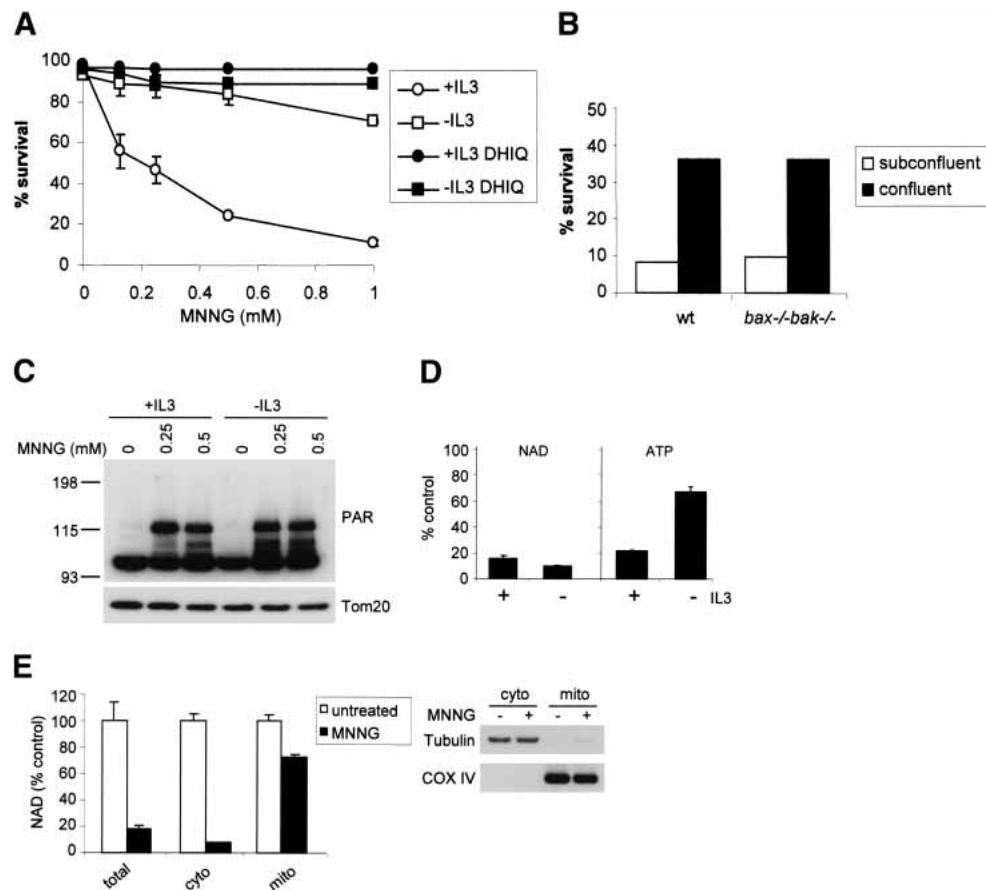 A
100
80
60
40
20
0
% survival
0 0.2 0.4 0.6 0.8 1
MNNG (mM)
+IL3
-IL3
+IL3 DHIQ
-IL3 DHIQ
B
50
40
30
20
10
0
% survival
wt bax-/-bak-/-
subconfluent
confluent
C
+IL3 -IL3
MNNG (mM) 0 0.25 0.5 0 0.25 0.5
198
115
93
PAR
Tom20
D
NAD ATP
100
80
60
40
20
0
% control
+ - + - IL3
E
120
100
80
60
40
20
0
NAD (% control)
total cyto mito
untreated
MNNG
cyto mito
MNNG - + - +
Tubulin
COX IV